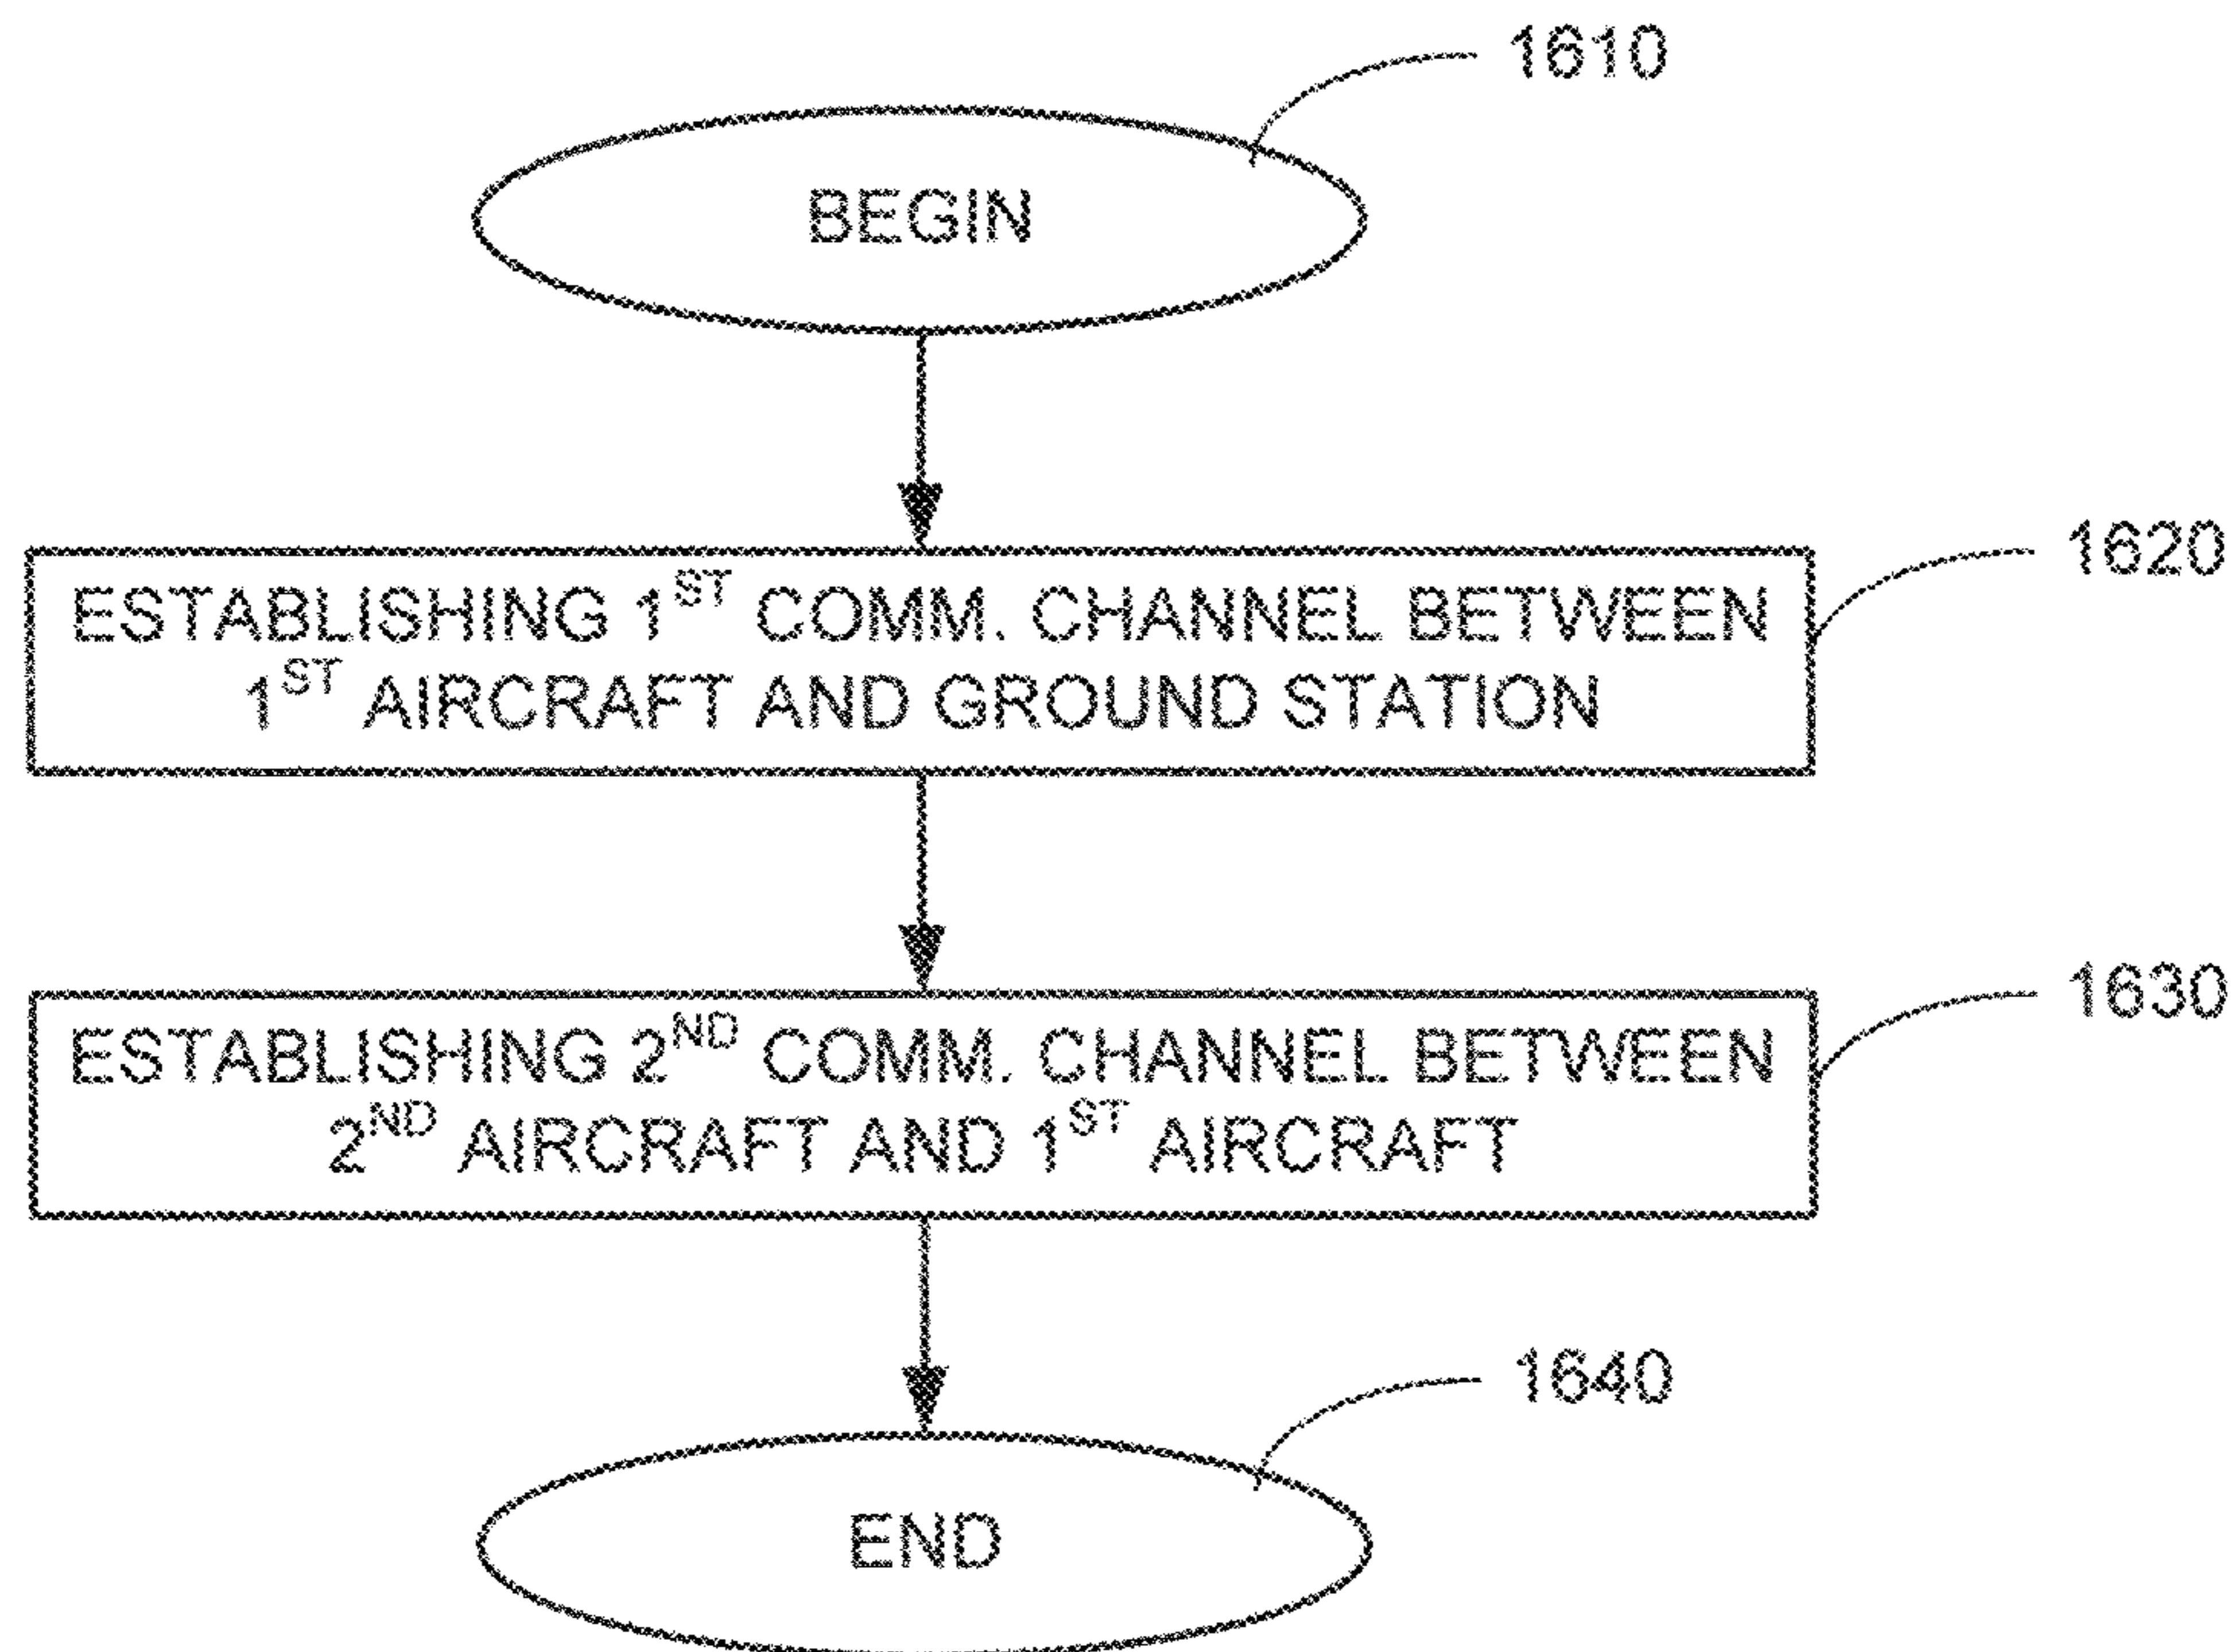 1610
BEGIN
1620
ESTABLISHING 1ST COMM. CHANNEL BETWEEN
1ST AIRCRAFT AND GROUND STATION
1630
ESTABLISHING 2ND COMM. CHANNEL BETWEEN
2ND AIRCRAFT AND 1ST AIRCRAFT
1640
END